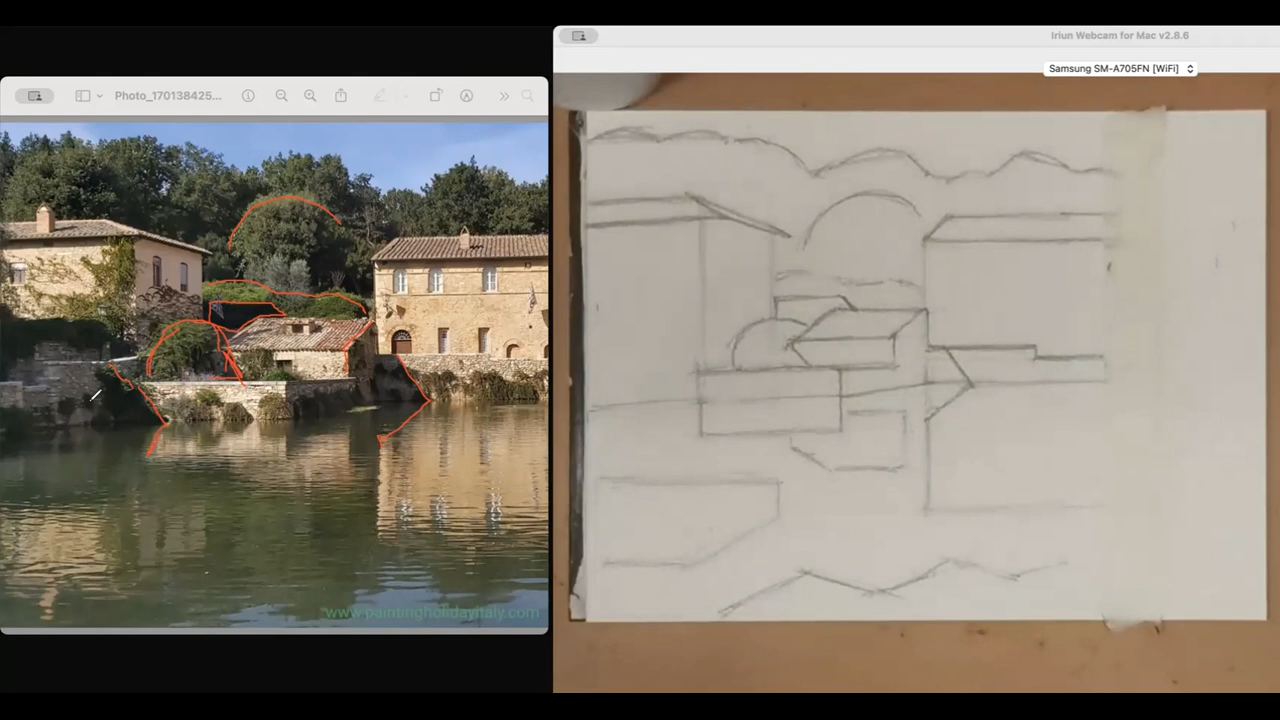 Iriun Webcam for Mac v2.8.6
Samsung SM-A705FN [WiFi]
Photo_170138425...
www.paintingholidayitaly.com